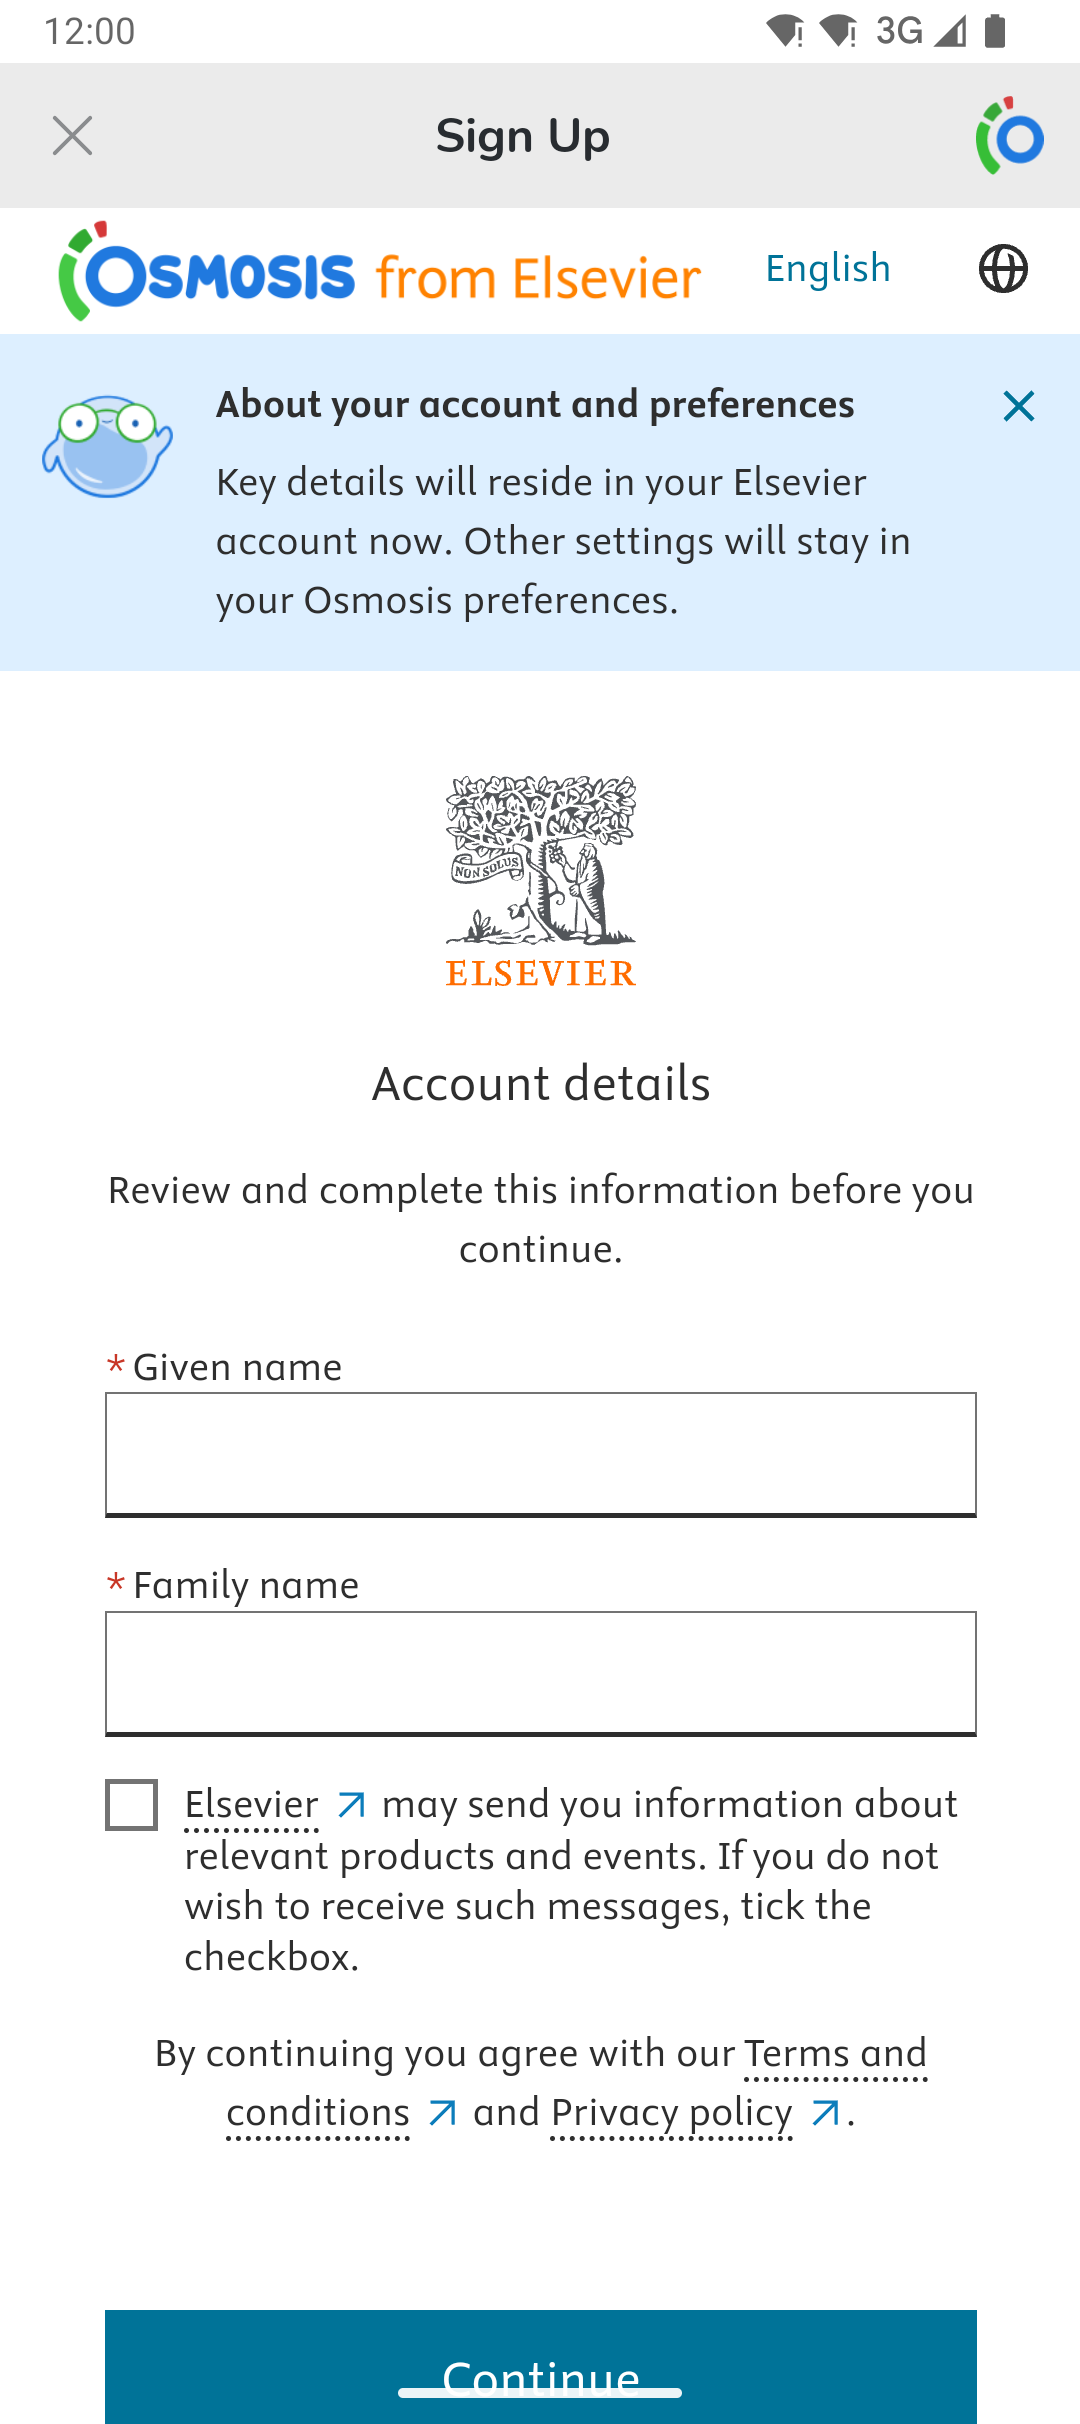 12:00
3G
Sign Up
OSMOSIS from Elsevier
English
About your account and preferences
Key details will reside in your Elsevier
account now. Other settings will stay in
your Osmosis preferences.
NON SOLUS
ELSEVIER
Account details
Review and complete this information before you
continue.
* Given name
* Family name
Elsevier may send you information about
relevant products and events. If you do not
wish to receive such messages, tick the
checkbox.
By continuing you agree with our Terms and
conditions and Privacy policy .
Continue